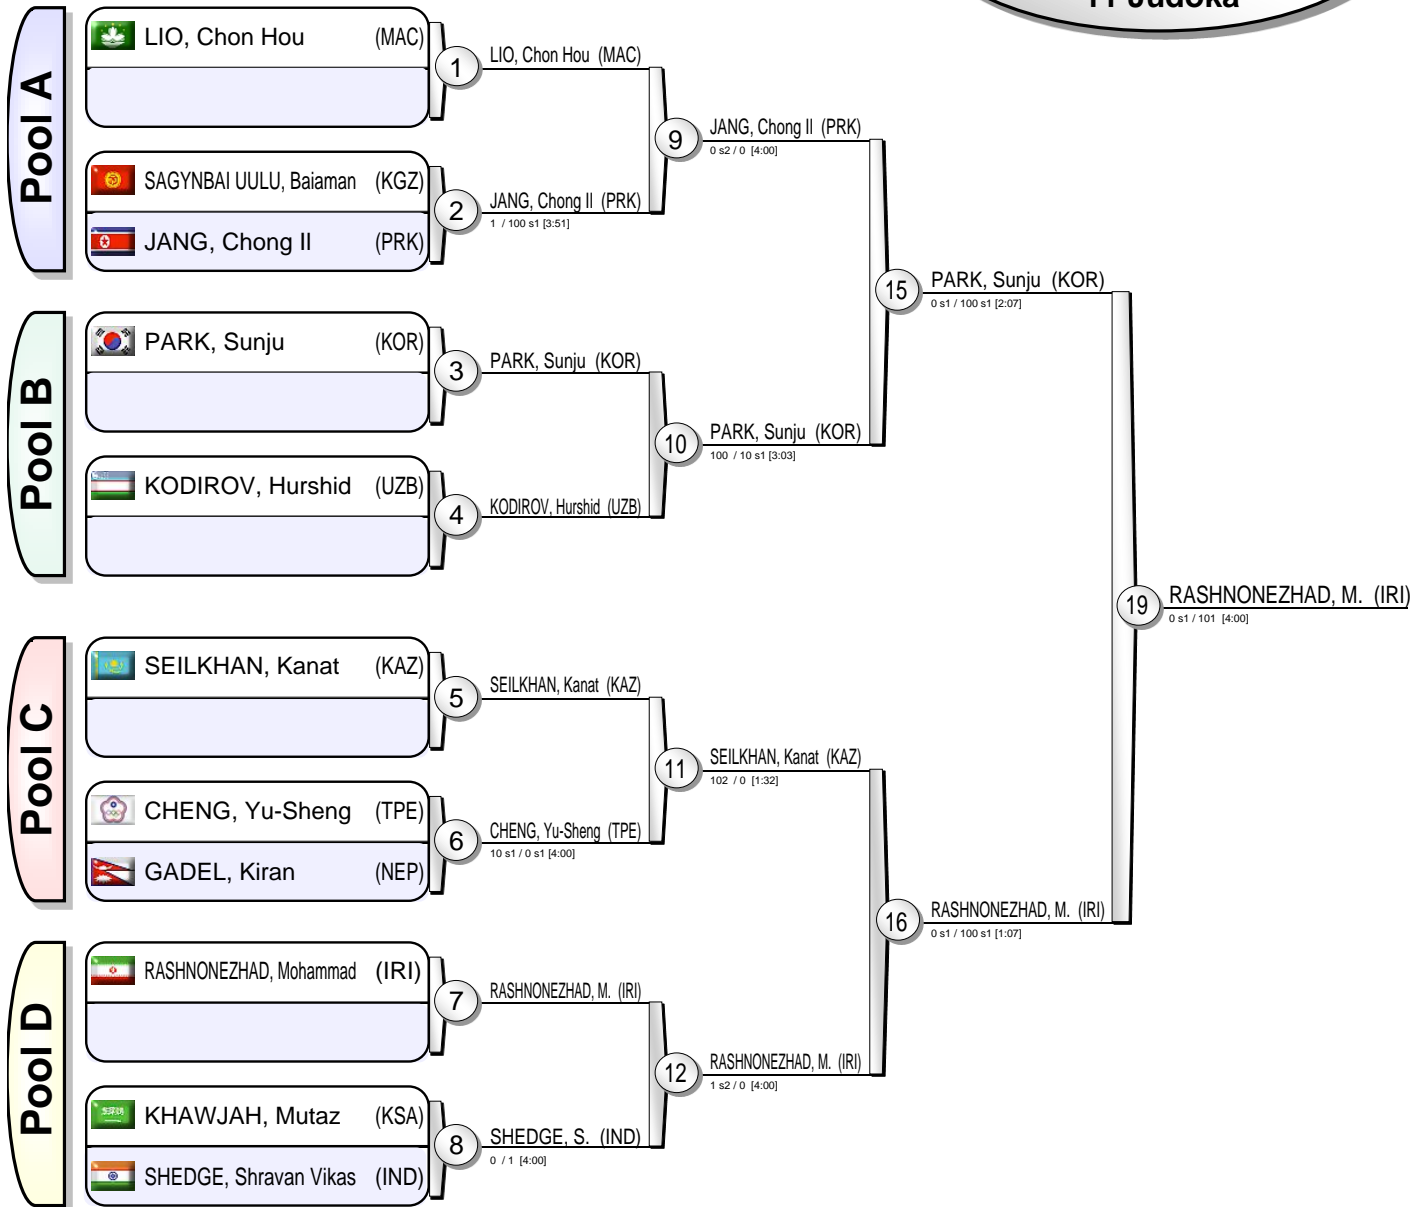 11 Judoka
Pool A
LIO, Chon Hou (MAC)
1
LIO, Chon Hou (MAC)
SAGYNBAI UULU, Baiaman (KGZ)
JANG, Chong Il (PRK)
2
JANG, Chong Il (PRK)
1 / 100 s1 [3:51]
9
JANG, Chong Il (PRK)
0 s2 / 0 [4:00]
Pool B
PARK, Sunju (KOR)
3
PARK, Sunju (KOR)
KODIROV, Hurshid (UZB)
4
KODIROV, Hurshid (UZB)
10
PARK, Sunju (KOR)
100 / 10 s1 [3:03]
15
PARK, Sunju (KOR)
0 s1 / 100 s1 [2:07]
Pool C
SEILKHAN, Kanat (KAZ)
5
SEILKHAN, Kanat (KAZ)
CHENG, Yu-Sheng (TPE)
GADEL, Kiran (NEP)
6
CHENG, Yu-Sheng (TPE)
10 s1 / 0 s1 [4:00]
11
SEILKHAN, Kanat (KAZ)
102 / 0 [1:32]
Pool D
RASHNONEZHAD, Mohammad (IRI)
7
RASHNONEZHAD, M. (IRI)
KHAWJAH, Mutaz (KSA)
SHEDGE, Shravan Vikas (IND)
8
SHEDGE, S. (IND)
0 / 1 [4:00]
12
RASHNONEZHAD, M. (IRI)
1 s2 / 0 [4:00]
16
RASHNONEZHAD, M. (IRI)
0 s1 / 100 s1 [1:07]
19
RASHNONEZHAD, M. (IRI)
0 s1 / 101 [4:00]